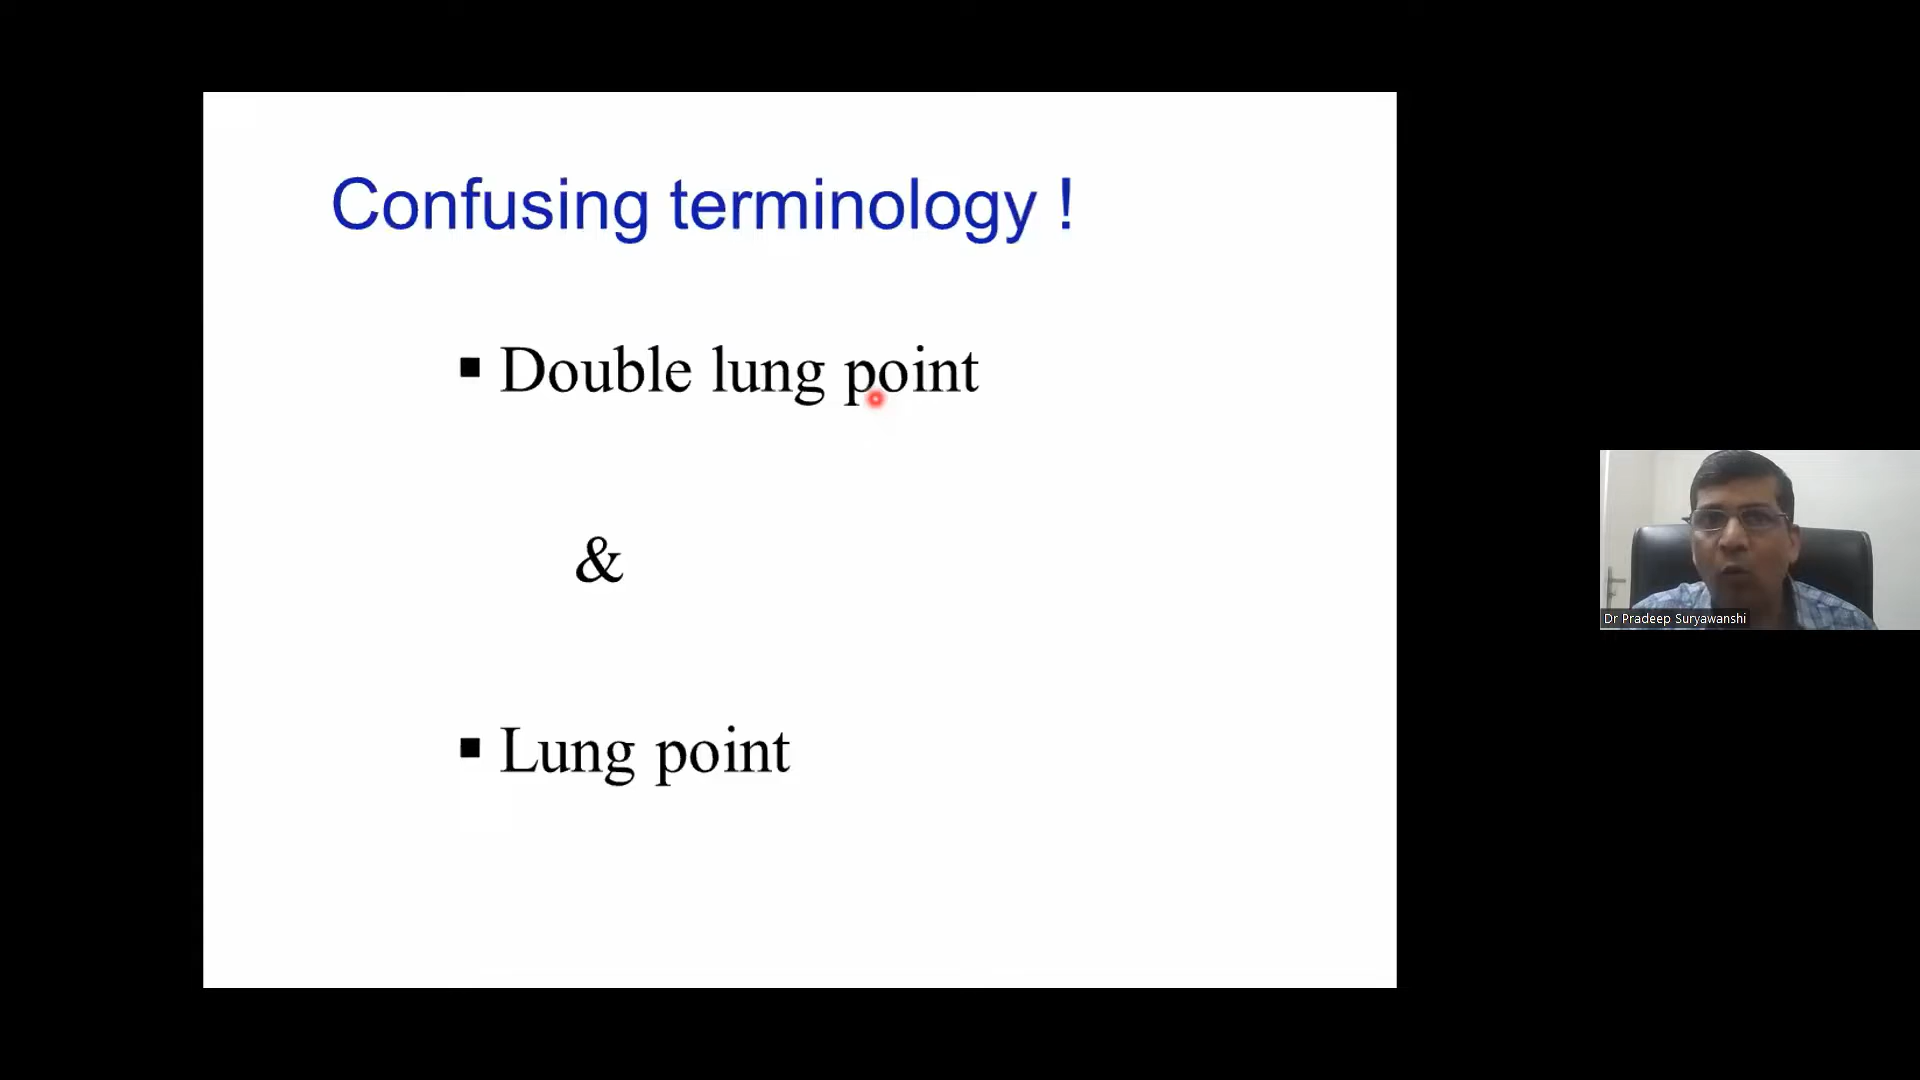 Confusing terminology !
▪ Double lung point
&
▪ Lung point
Dr Pradeep Suryawanshi